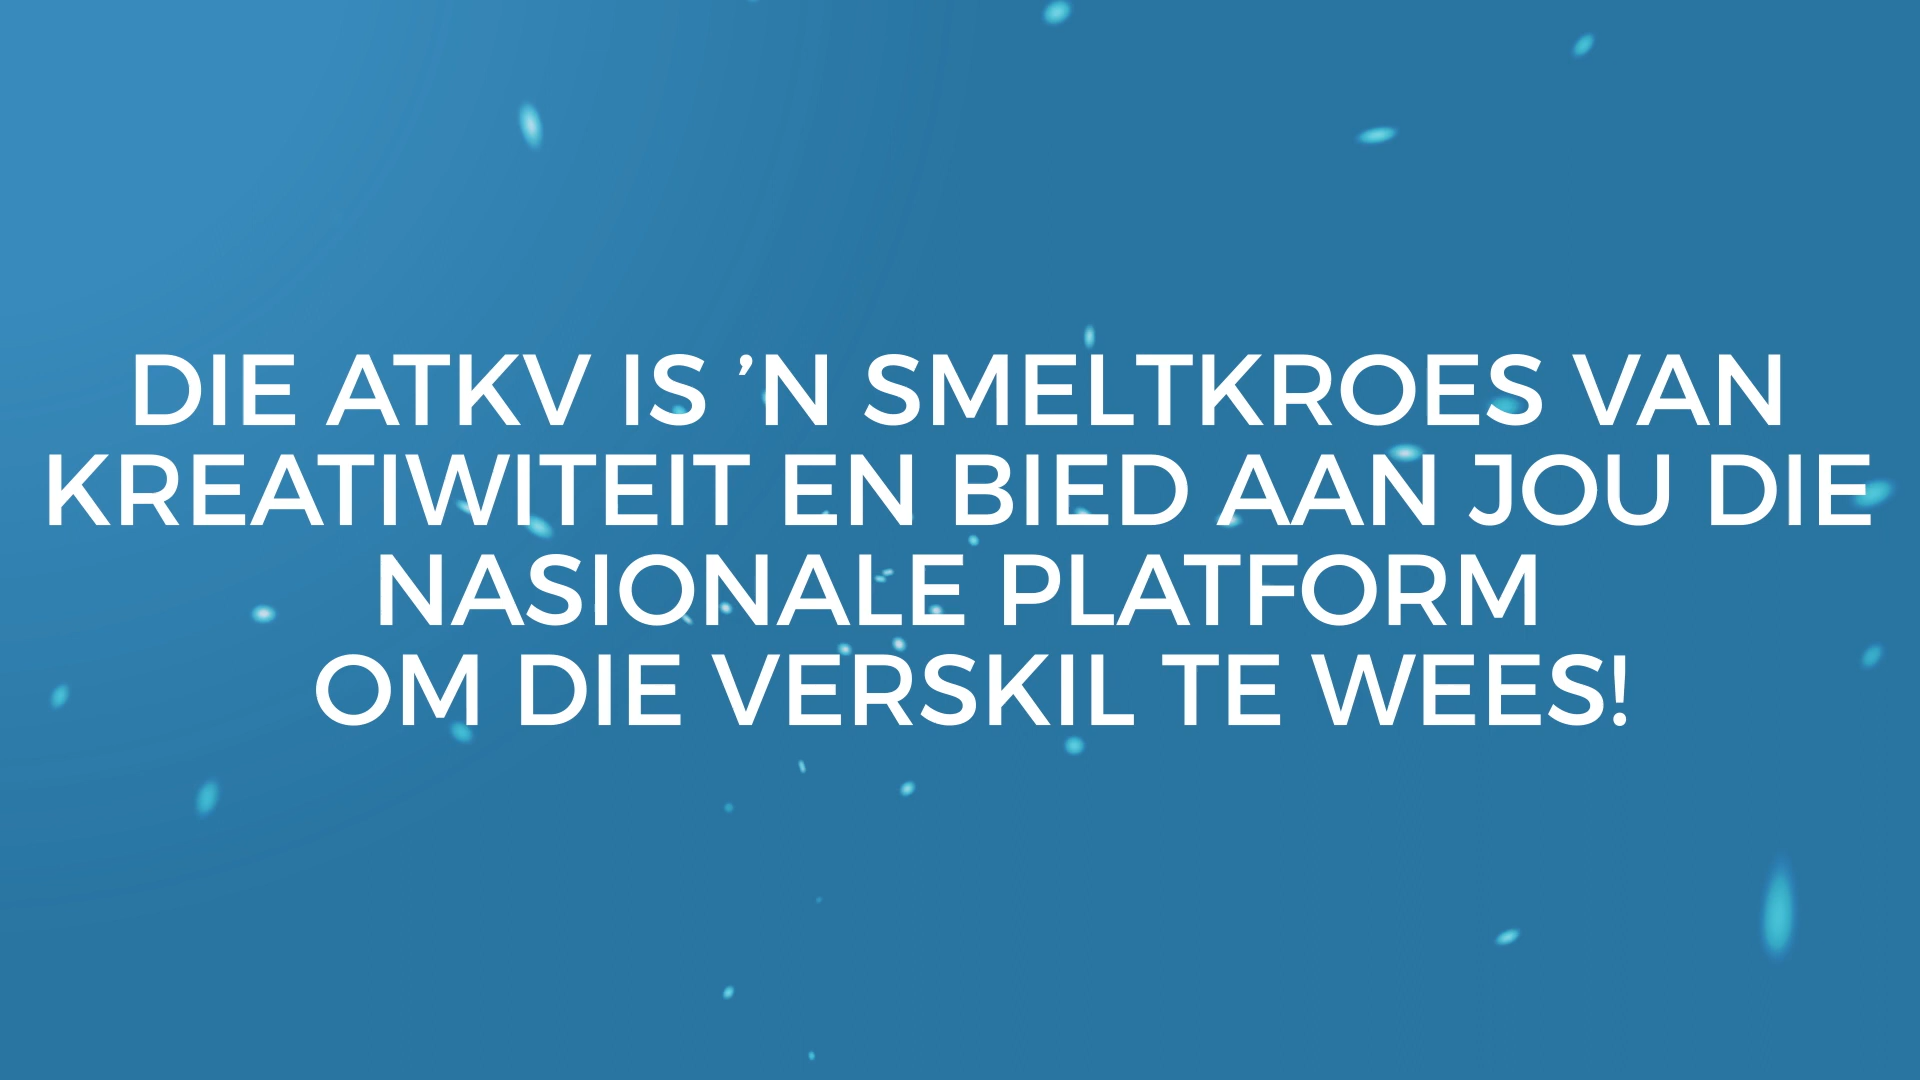 DIE ATKV IS ’N SMELTKROES VAN
KREATIWITEIT EN BIED AAN JOU DIE
NASIONALE PLATFORM
OM DIE VERSKIL TE WEES!